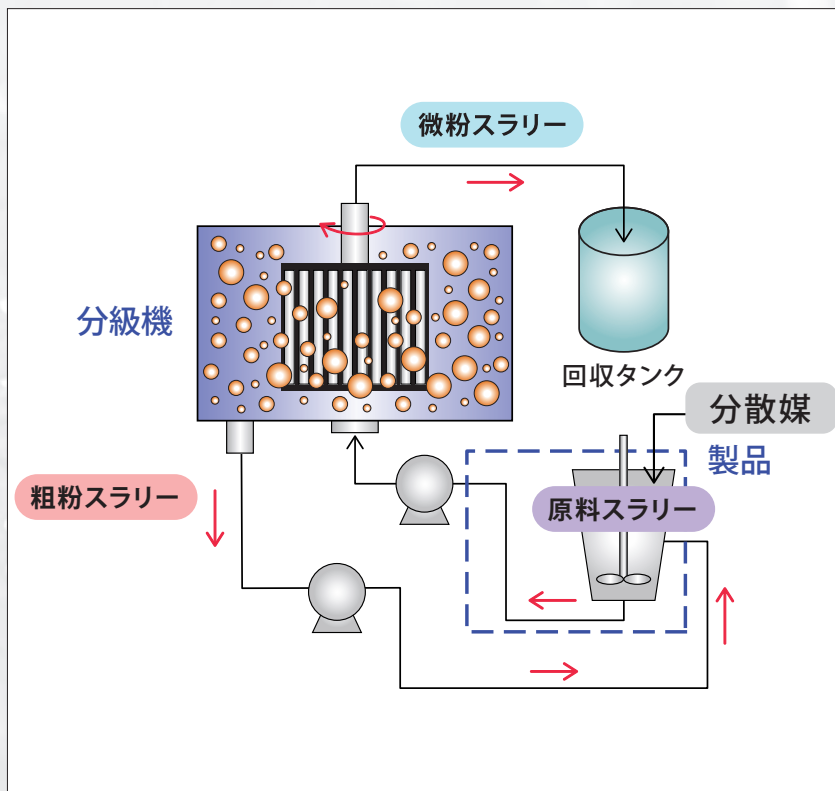 微粉スラリー
分級機
回収タンク
分散媒
製品
粗粉スラリー
原料スラリー